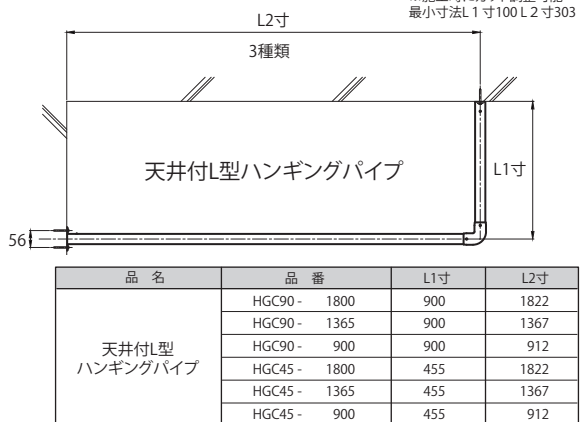 最小寸法L１寸100 L２寸303
L2寸
3種類
天井付L型ハンギングパイプ
L1寸
56
品 名 品 番 L1寸 L2寸
HGC90 - 1800 900 1822
HGC90 - 1365 900 1367
HGC90 - 900 900 912
天井付L型
ハンギングパイプ
HGC45 - 1800 455 1822
HGC45 - 1365 455 1367
HGC45 - 900 455 912